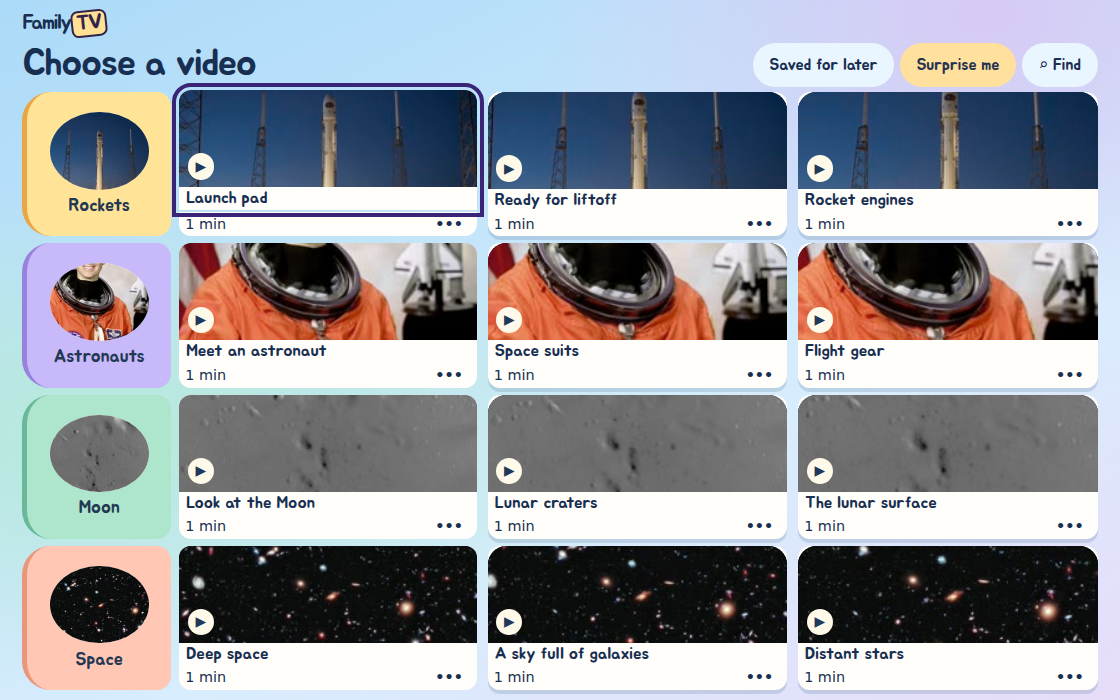 Family TV
Choose a video
Saved for later
Surprise me
Find
Rockets
Launch pad
1 min
Ready for liftoff
1 min
Rocket engines
1 min
Astronauts
Meet an astronaut
1 min
Space suits
1 min
Flight gear
1 min
Moon
Look at the Moon
1 min
Lunar craters
1 min
The lunar surface
1 min
Space
Deep space
1 min
A sky full of galaxies
1 min
Distant stars
1 min